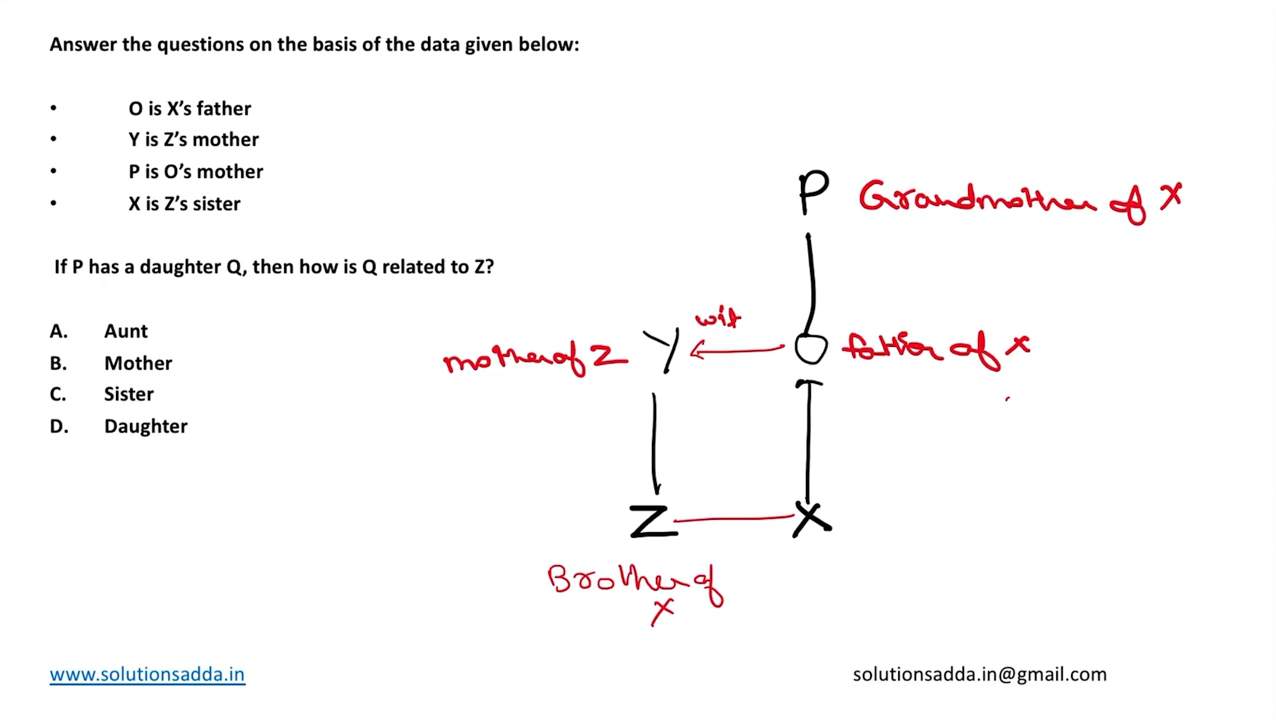 Answer the questions on the basis of the data given below:
• O is X’s father
• Y is Z’s mother
• P is O’s mother
• X is Z’s sister
If P has a daughter Q, then how is Q related to Z?
A. Aunt
B. Mother
C. Sister
D. Daughter
P Grandmother of X
wif
mother of Z Y O father of X
Z X
Brother of
X
www.solutionsadda.in
solutionsadda.in@gmail.com